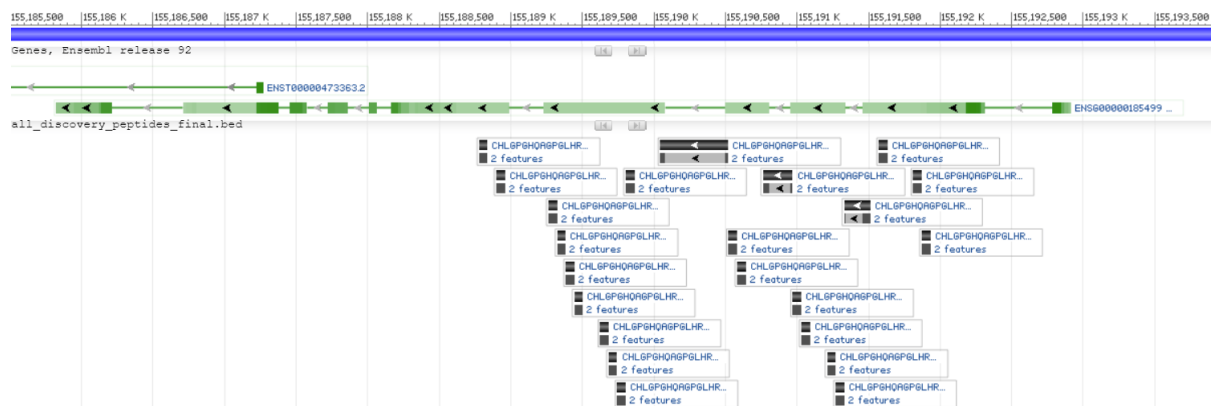 155,185,500 155,186 K 155,186,500 155,187 K 155,187,500 155,188 K 155,188,500 155,189 K 155,189,500 155,190 K 155,190,500 155,191 K 155,191,500 155,192 K 155,192,500 155,193 K 155,193,500
Genes, Ensembl release 92
ENST00000473363.2
ENSG00000185499 ...
all_discovery_peptides_final.bed
CHLGPGHQAGPGLHR... CHLGPGHQAGPGLHR... CHLGPGHQAGPGLHR...
2 features 2 features 2 features
CHLGPGHQAGPGLHR... CHLGPGHQAGPGLHR... CHLGPGHQAGPGLHR... CHLGPGHQAGPGLHR...
2 features 2 features 2 features 2 features
CHLGPGHQAGPGLHR... CHLGPGHQAGPGLHR...
2 features 2 features
CHLGPGHQAGPGLHR... CHLGPGHQAGPGLHR... CHLGPGHQAGPGLHR...
2 features 2 features 2 features
CHLGPGHQAGPGLHR... CHLGPGHQAGPGLHR...
2 features 2 features
CHLGPGHQAGPGLHR... CHLGPGHQAGPGLHR...
2 features 2 features
CHLGPGHQAGPGLHR... CHLGPGHQAGPGLHR...
2 features 2 features
CHLGPGHQAGPGLHR... CHLGPGHQAGPGLHR...
2 features 2 features
CHLGPGHQAGPGLHR... CHLGPGHQAGPGLHR...
2 features 2 features